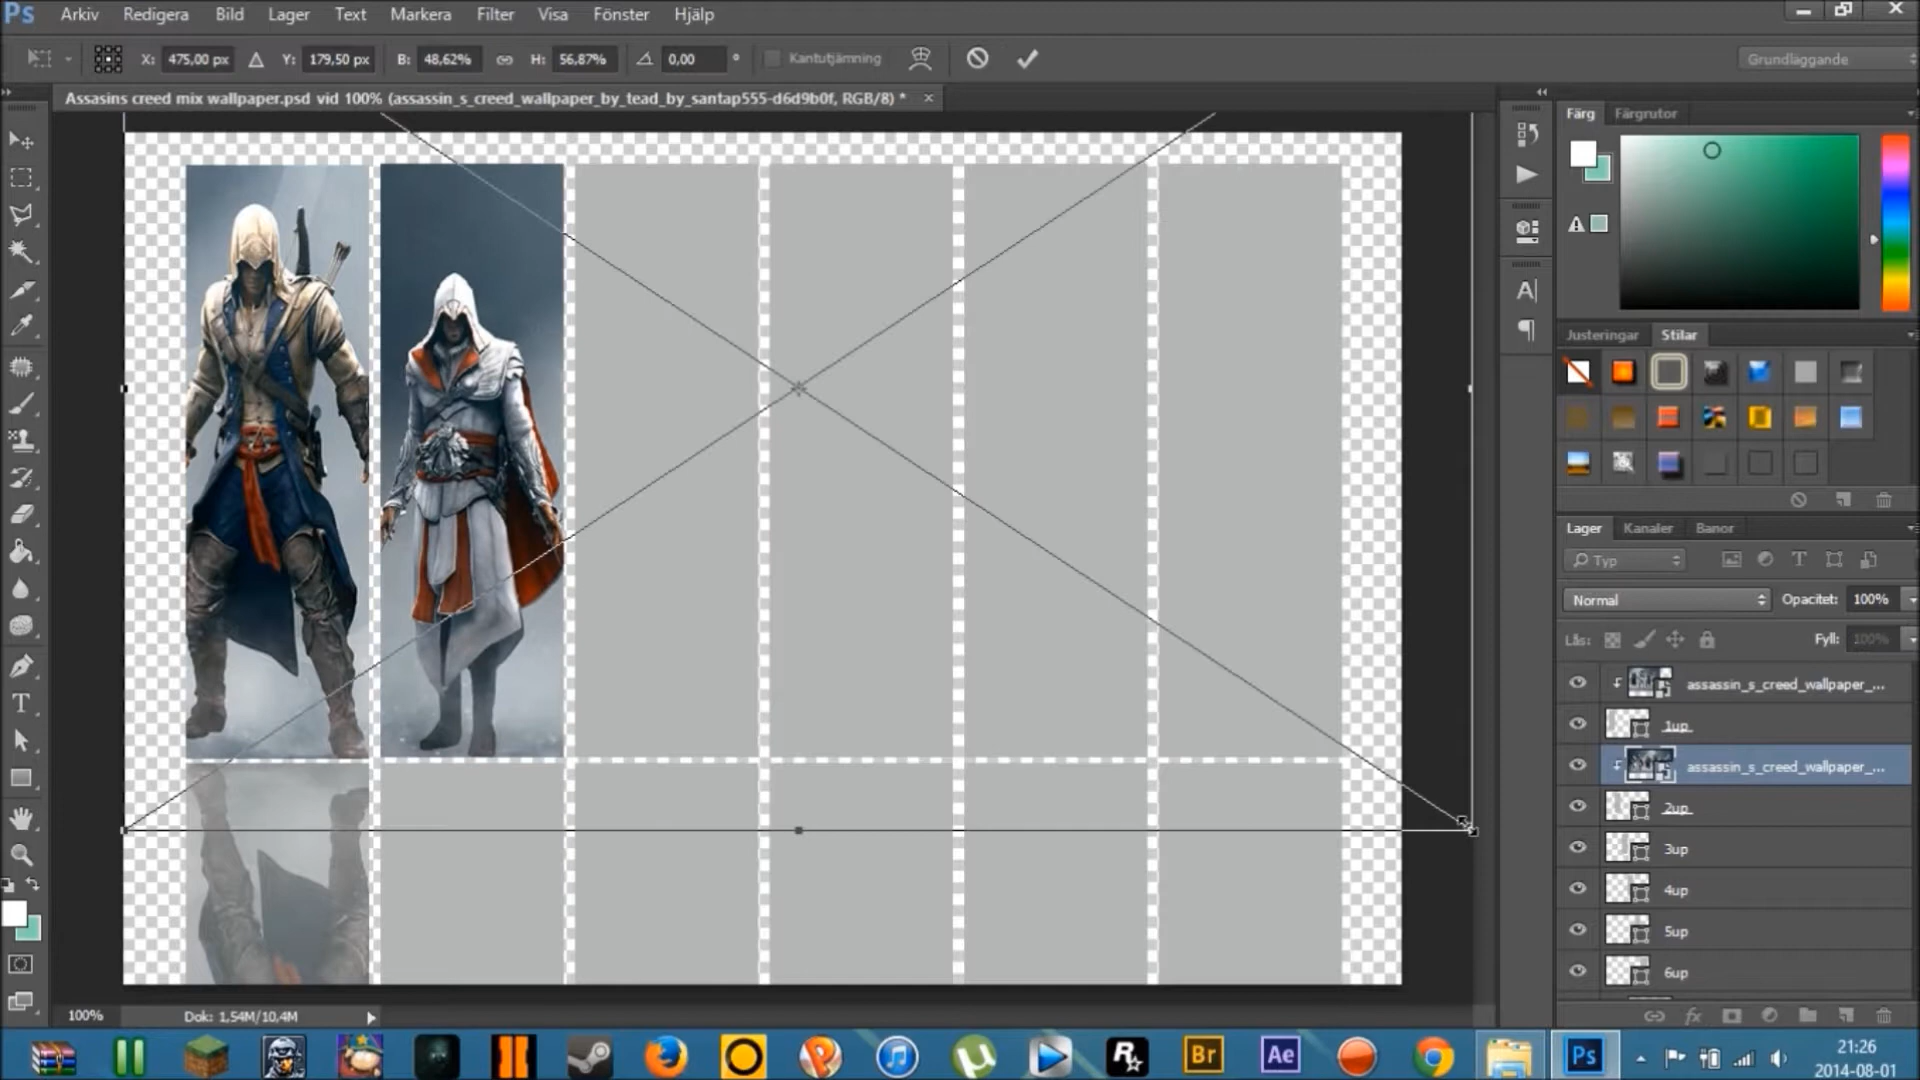 Ps Arkiv Redigera Bild Lager Text Markera Filter Visa Fönster Hjälp
X: 475,00 px Y: 179,50 px B: 48,62% H: 56,87% 0,00 ° Kantutjämning Grundläggande
Assasins creed mix wallpaper.psd vid 100% (assassin_s_creed_wallpaper_by_tead_by_santap555-d6d9b0f, RGB/8) * ×
Färg Färgrutor
A|
Justeringar Stilar
Lager Kanaler Banor
Typ T
Normal Opacitet: 100%
Lås: Fyll: 100%
assassin_s_creed_wallpaper_...
1up
assassin_s_creed_wallpaper_...
2up
3up
4up
5up
6up
T
fx
100% Dok: 1,54M/10,4M
R Br Ae Ps
21:26
2014-08-01